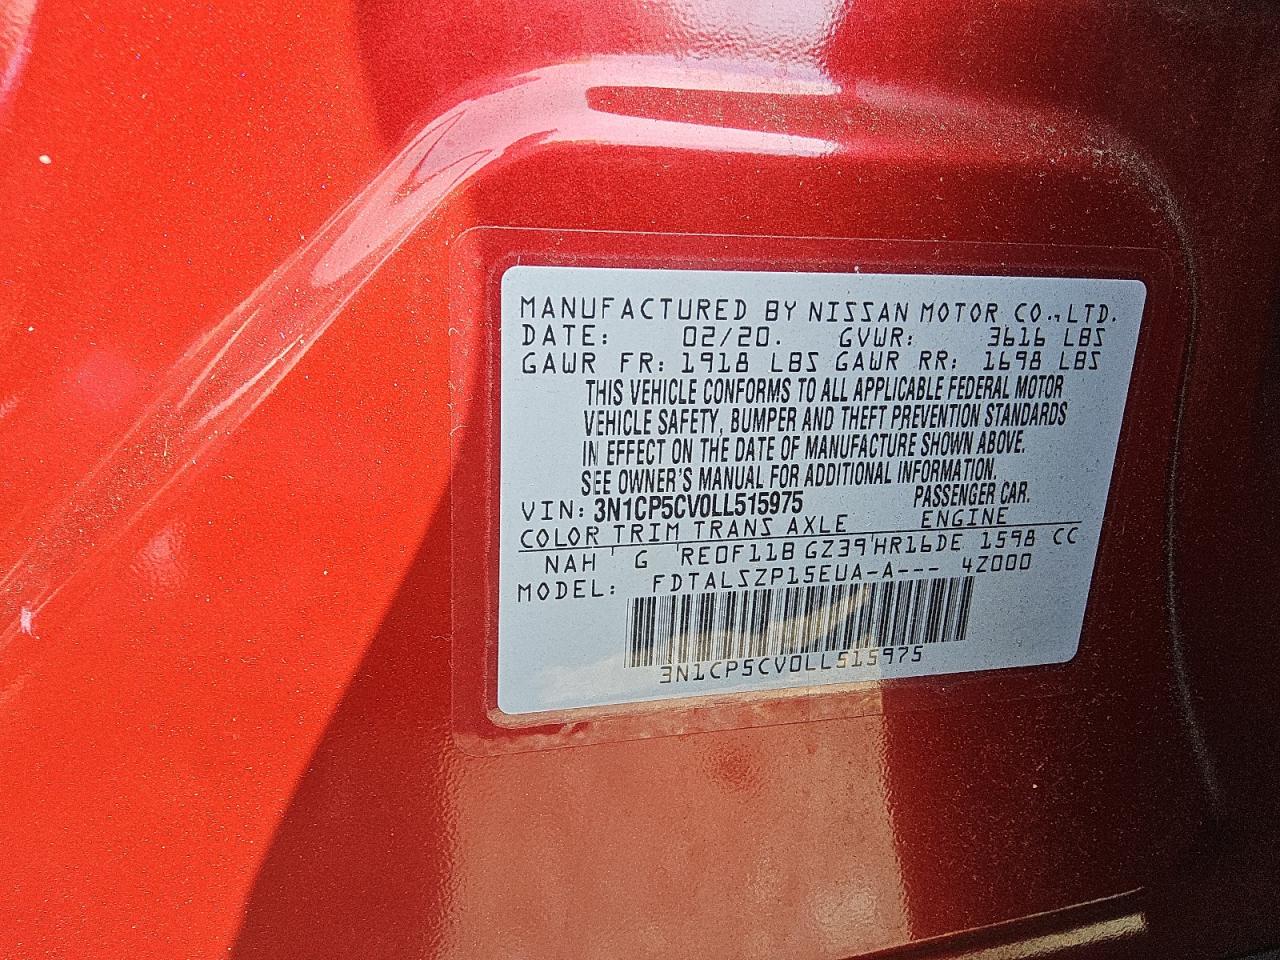 MANUFACTURED BY NISSAN MOTOR CO.,LTD.
DATE: 02/20. GVWR: 3616 LBS
GAWR FR: 1918 LBS GAWR RR: 1698 LBS
THIS VEHICLE CONFORMS TO ALL APPLICABLE FEDERAL MOTOR
VEHICLE SAFETY, BUMPER AND THEFT PREVENTION STANDARDS
IN EFFECT ON THE DATE OF MANUFACTURE SHOWN ABOVE.
SEE OWNER'S MANUAL FOR ADDITIONAL INFORMATION.
VIN: 3N1CP5CV0LL515975 PASSENGER CAR.
COLOR TRIM TRANS AXLE ENGINE
NAH G RE0F11B GZ39 HR16DE 1598 CC
MODEL: FDTALSZP15EUA-A--- 4Z000
3N1CP5CV0LL515975